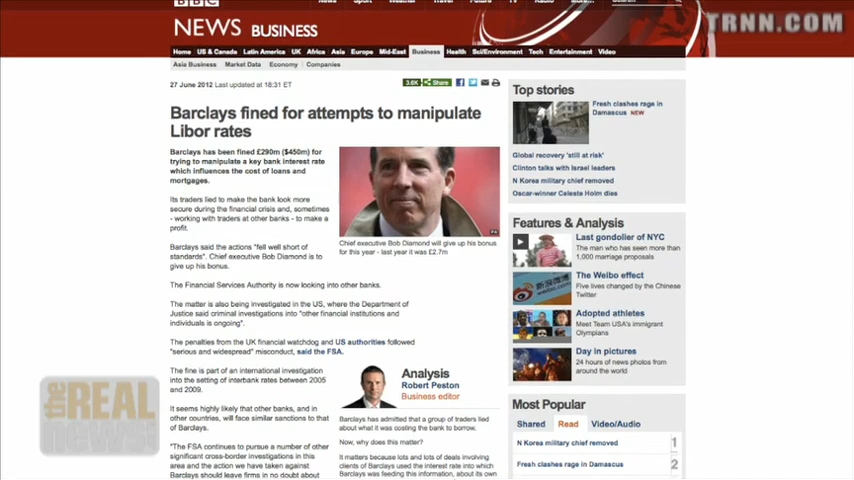 BBC
News
Sport
Weather
Travel
Future
TV
Radio
More...
TRNN.COM
NEWS BUSINESS
Home US & Canada Latin America UK Africa Asia Europe Mid-East Business Health Sci/Environment Tech Entertainment Video
Asia Business Market Data Economy Companies
27 June 2012 Last updated at 18:31 ET
3.6K Share
Barclays fined for attempts to manipulate
Libor rates
Barclays has been fined £290m ($450m) for
trying to manipulate a key bank interest rate
which influences the cost of loans and
mortgages.
Its traders lied to make the bank look more
secure during the financial crisis and, sometimes
- working with traders at other banks - to make a
profit.
Barclays said the actions "fell well short of
standards". Chief executive Bob Diamond is to
give up his bonus.
PA
Chief executive Bob Diamond will give up his bonus
for this year - last year it was £2.7m
The Financial Services Authority is now looking into other banks.
The matter is also being investigated in the US, where the Department of
Justice said criminal investigations into "other financial institutions and
individuals is ongoing".
The penalties from the UK financial watchdog and US authorities followed
"serious and widespread" misconduct, said the FSA.
The fine is part of an international investigation
into the setting of interbank rates between 2005
and 2009.
It seems highly likely that other banks, and in
other countries, will face similar sanctions to that
of Barclays.
"The FSA continues to pursue a number of other
significant cross-border investigations in this
area and the action we have taken against
Barclays should leave firms in no doubt about
Analysis
Robert Peston
Business editor
Barclays has admitted that a group of traders lied
about what it was costing the bank to borrow.
Now, why does this matter?
It matters because lots and lots of deals involving
clients of Barclays used the interest rate into which
Barclays was feeding this information, about its own
Top stories
Fresh clashes rage in
Damascus NEW
Global recovery 'still at risk'
Clinton talks with Israel leaders
N Korea military chief removed
Oscar-winner Celeste Holm dies
Features & Analysis
Last gondolier of NYC
The man who has seen more than
1,000 marriage proposals
The Weibo effect
Five lives changed by the Chinese
Twitter
新浪微博
weibo.com
Adopted athletes
Meet Team USA's immigrant
Olympians
Day in pictures
24 hours of news photos from
around the world
Most Popular
Shared Read Video/Audio
N Korea military chief removed 1
Fresh clashes rage in Damascus 2
the REAL
news